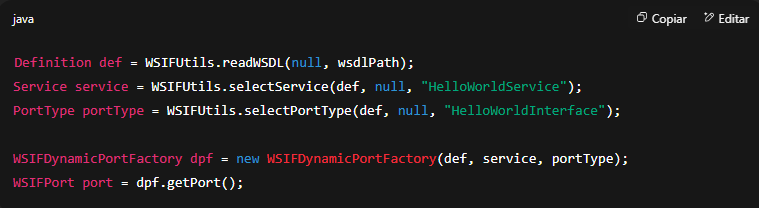 java Copiar Editar
Definition def = WSIFUtils.readWSDL(null, wsdlPath);
Service service = WSIFUtils.selectService(def, null, "HelloWorldService");
PortType portType = WSIFUtils.selectPortType(def, null, "HelloWorldInterface");
WSIFDynamicPortFactory dpf = new WSIFDynamicPortFactory(def, service, portType);
WSIFPort port = dpf.getPort();